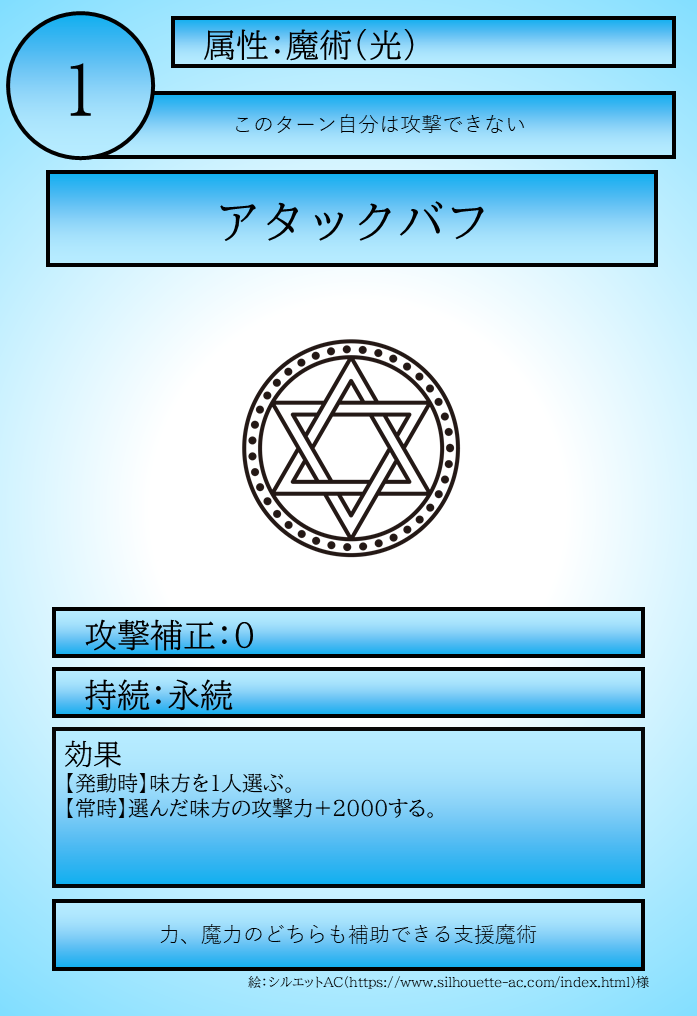 1
属性：魔術（光）
このターン自分は攻撃できない
アタックバフ
攻撃補正：0
持続：永続
効果
【発動時】味方を1人選ぶ。
【常時】選んだ味方の攻撃力＋2000する。
力、魔力のどちらも補助できる支援魔術
絵：シルエットAC（https://www.silhouette-ac.com/index.html）様